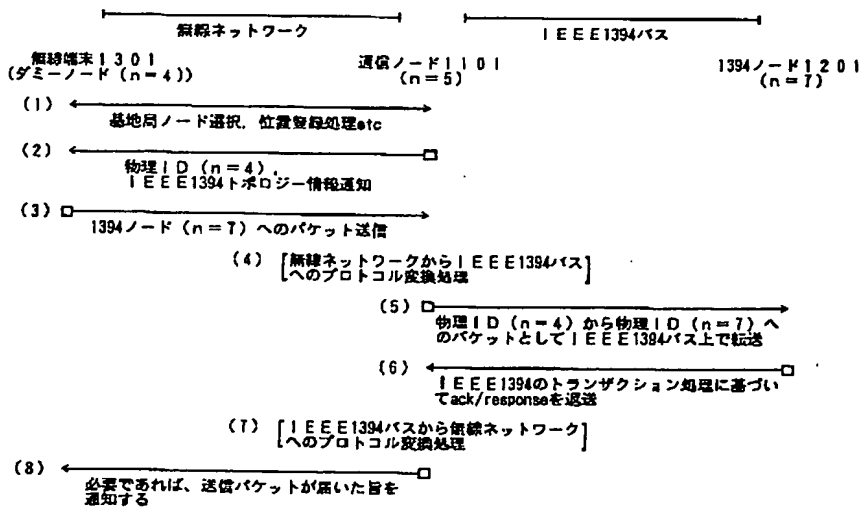 無線ネットワーク
IEEE1394バス
無線端末1301
(ダミーノード(n=4))
通信ノード1101
(n=5)
1394ノード1201
(n=7)
(1)
基地局ノード選択,位置登録処理etc
(2)
物理ID(n=4),
IEEE1394トポロジー情報通知
(3)
1394ノード(n=7)へのパケット送信
(4) [無線ネットワークからIEEE1394バス
へのプロトコル変換処理]
(5)
物理ID(n=4)から物理ID(n=7)へ
のパケットとしてIEEE1394バス上で転送
(6)
IEEE1394のトランザクション処理に基づい
てack/responseを返送
(7) [IEEE1394バスから無線ネットワーク
へのプロトコル変換処理]
(8)
必要であれば、送信パケットが届いた旨を
通知する